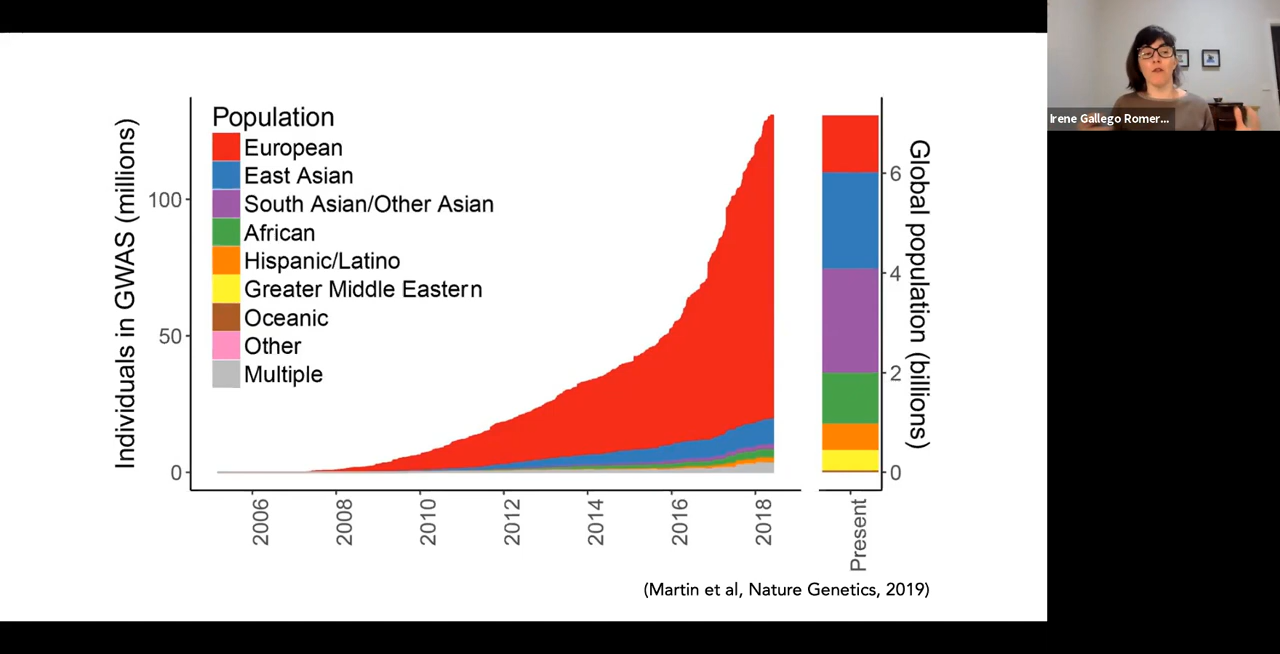 Population
European
East Asian
South Asian/Other Asian
African
Hispanic/Latino
Greater Middle Eastern
Oceanic
Other
Multiple
Individuals in GWAS (millions)
100
50
0
2006
2008
2010
2012
2014
2016
2018
Global population (billions)
6
4
2
0
Present
(Martin et al, Nature Genetics, 2019)
Irene Gallego Romer...